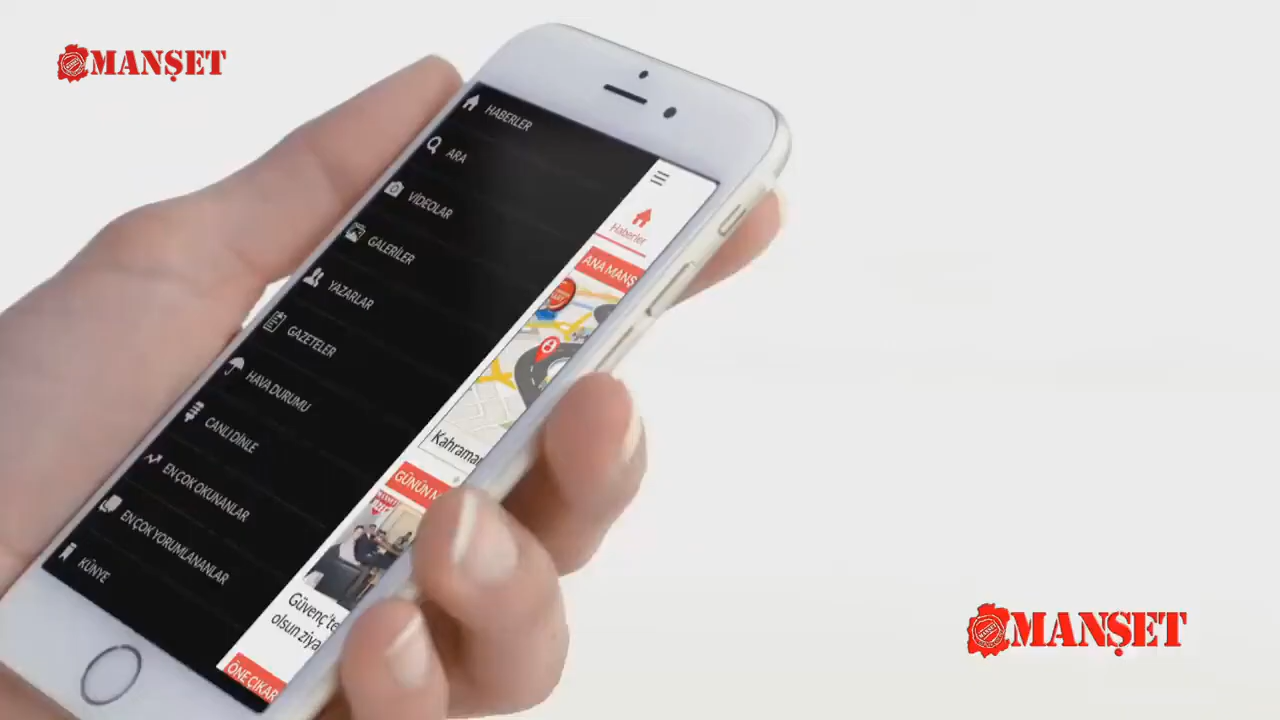 MANŞET
HABERLER
ARA
VİDEOLAR
GALERİLER
YAZARLAR
GAZETELER
HAVA DURUMU
CANLI DİNLE
EN ÇOK OKUNANLAR
EN ÇOK YORUMLANANLAR
KÜNYE
Haberler
ANA MANŞ
Kahramar
GÜNÜN M
Güvenç'te
olsun ziya
ÖNE ÇIKAR
MANŞET